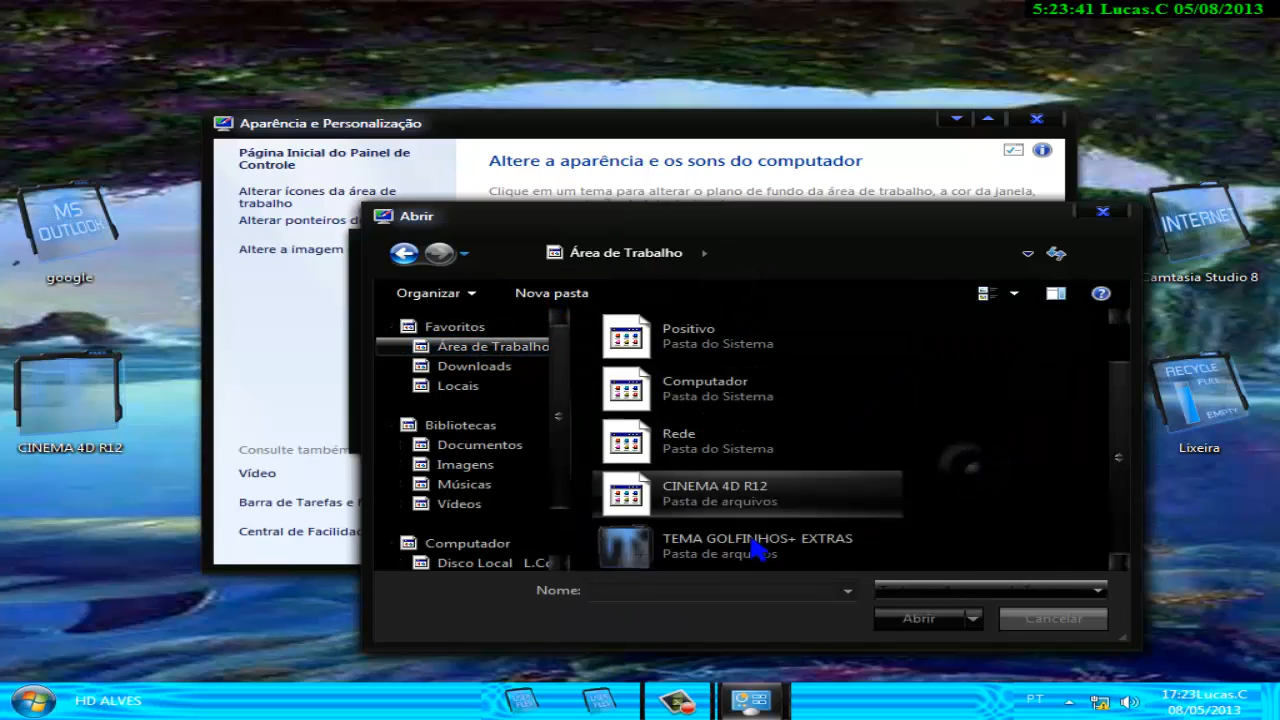 5:23:41 Lucas.C 05/08/2013
Aparência e Personalização
Página Inicial do Painel de
Controle
Alterar ícones da área de
trabalho
Alterar ponteiros d
Altere a imagem
Consulte também
Vídeo
Barra de Tarefas e
Central de Facilida
Altere a aparência e os sons do computador
Clique em um tema para alterar o plano de fundo da área de trabalho, a cor da janela,
Abrir
Área de Trabalho
Organizar
Nova pasta
Favoritos
Área de Trabalho
Downloads
Locais
Bibliotecas
Documentos
Imagens
Músicas
Vídeos
Computador
Disco Local L.C
Positivo
Pasta do Sistema
Computador
Pasta do Sistema
Rede
Pasta do Sistema
CINEMA 4D R12
Pasta de arquivos
TEMA GOLFINHOS+ EXTRAS
Pasta de arquivos
Nome:
Abrir
Cancelar
MS
OUTLOOK
google
CINEMA 4D R12
INTERNET
Camtasia Studio 8
RECYCLE
FULL
EMPTY
Lixeira
HD ALVES
PT
17:23Lucas.C
08/05/2013